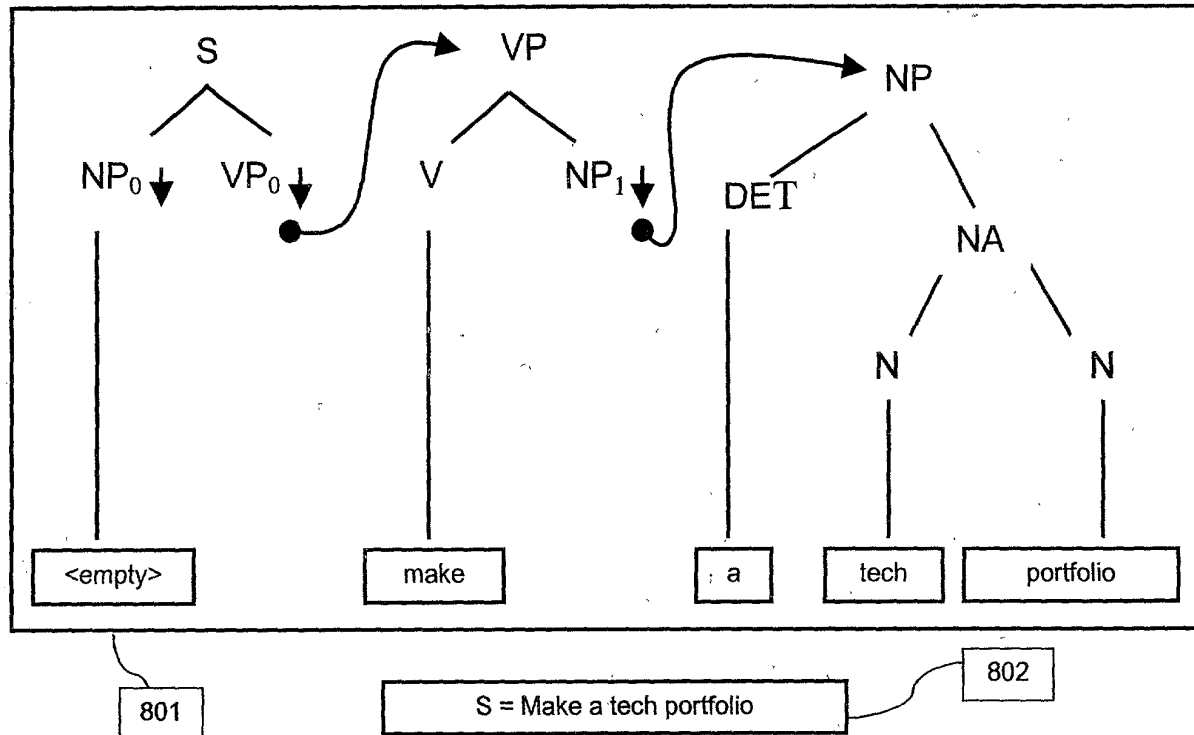 S VP NP
NP₀ VP₀ V NP₁ DET
NA
N N
<empty> make a tech portfolio
801 S = Make a tech portfolio 802